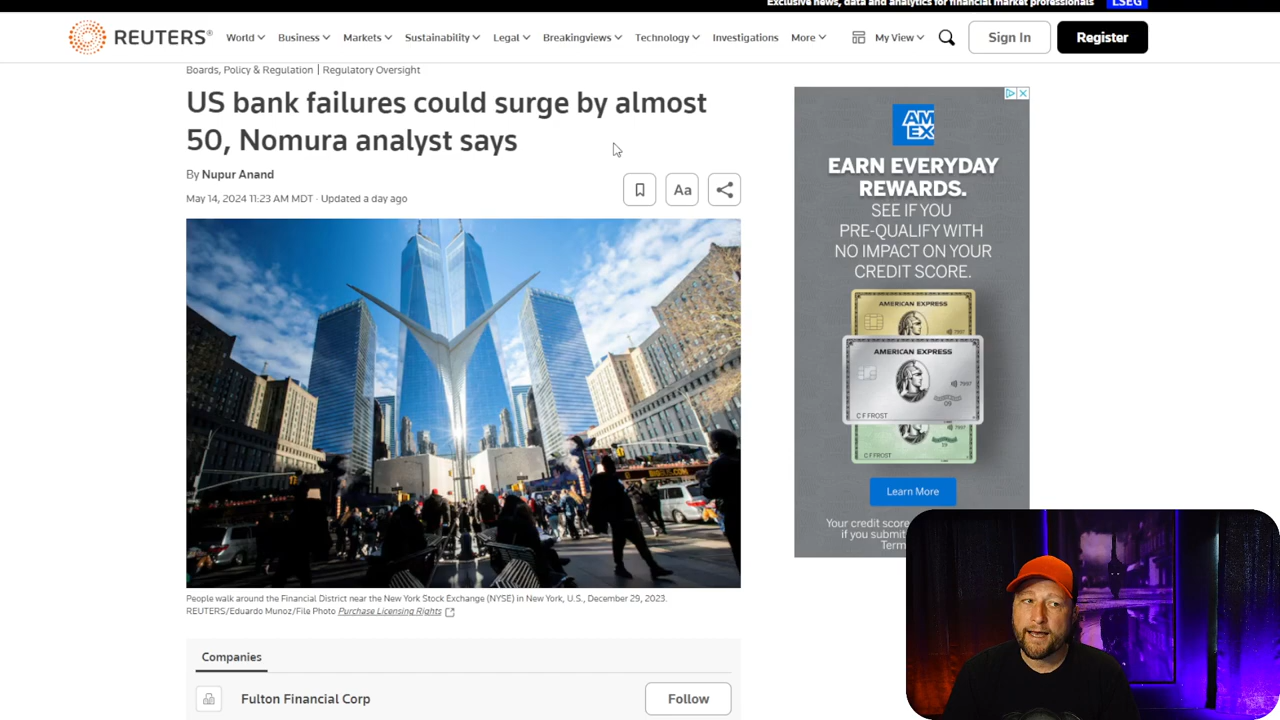 Exclusive news, data and analytics for financial market professionals
LSEG
REUTERS®
World
Business
Markets
Sustainability
Legal
Breakingviews
Technology
Investigations
More
My View
Sign In
Register
Boards, Policy & Regulation | Regulatory Oversight
US bank failures could surge by almost
50, Nomura analyst says
By Nupur Anand
May 14, 2024 11:23 AM MDT · Updated a day ago
Aa
People walk around the Financial District near the New York Stock Exchange (NYSE) in New York, U.S., December 29, 2023.
REUTERS/Eduardo Munoz/File Photo Purchase Licensing Rights
Companies
Fulton Financial Corp
Follow
AM
EX
EARN EVERYDAY
REWARDS.
SEE IF YOU
PRE-QUALIFY WITH
NO IMPACT ON YOUR
CREDIT SCORE.
AMERICAN EXPRESS
AMERICAN EXPRESS
C F FROST
C F FROST
Learn More
Your credit score
if you submit
Term